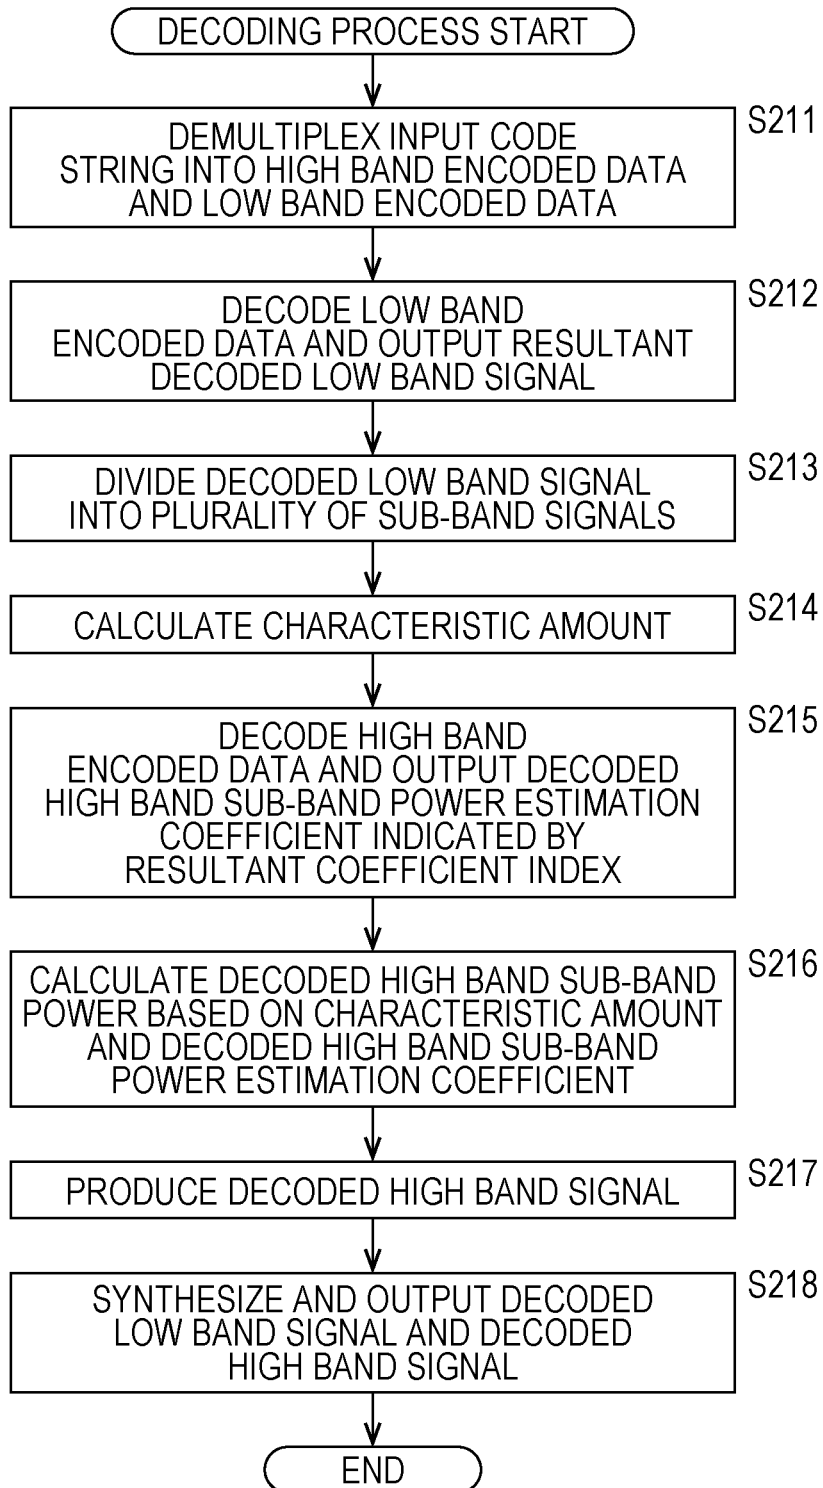 DECODING PROCESS START
S211
DEMULTIPLEX INPUT CODE
STRING INTO HIGH BAND ENCODED DATA
AND LOW BAND ENCODED DATA
S212
DECODE LOW BAND
ENCODED DATA AND OUTPUT RESULTANT
DECODED LOW BAND SIGNAL
S213
DIVIDE DECODED LOW BAND SIGNAL
INTO PLURALITY OF SUB-BAND SIGNALS
S214
CALCULATE CHARACTERISTIC AMOUNT
S215
DECODE HIGH BAND
ENCODED DATA AND OUTPUT DECODED
HIGH BAND SUB-BAND POWER ESTIMATION
COEFFICIENT INDICATED BY
RESULTANT COEFFICIENT INDEX
S216
CALCULATE DECODED HIGH BAND SUB-BAND
POWER BASED ON CHARACTERISTIC AMOUNT
AND DECODED HIGH BAND SUB-BAND
POWER ESTIMATION COEFFICIENT
S217
PRODUCE DECODED HIGH BAND SIGNAL
S218
SYNTHESIZE AND OUTPUT DECODED
LOW BAND SIGNAL AND DECODED
HIGH BAND SIGNAL
END